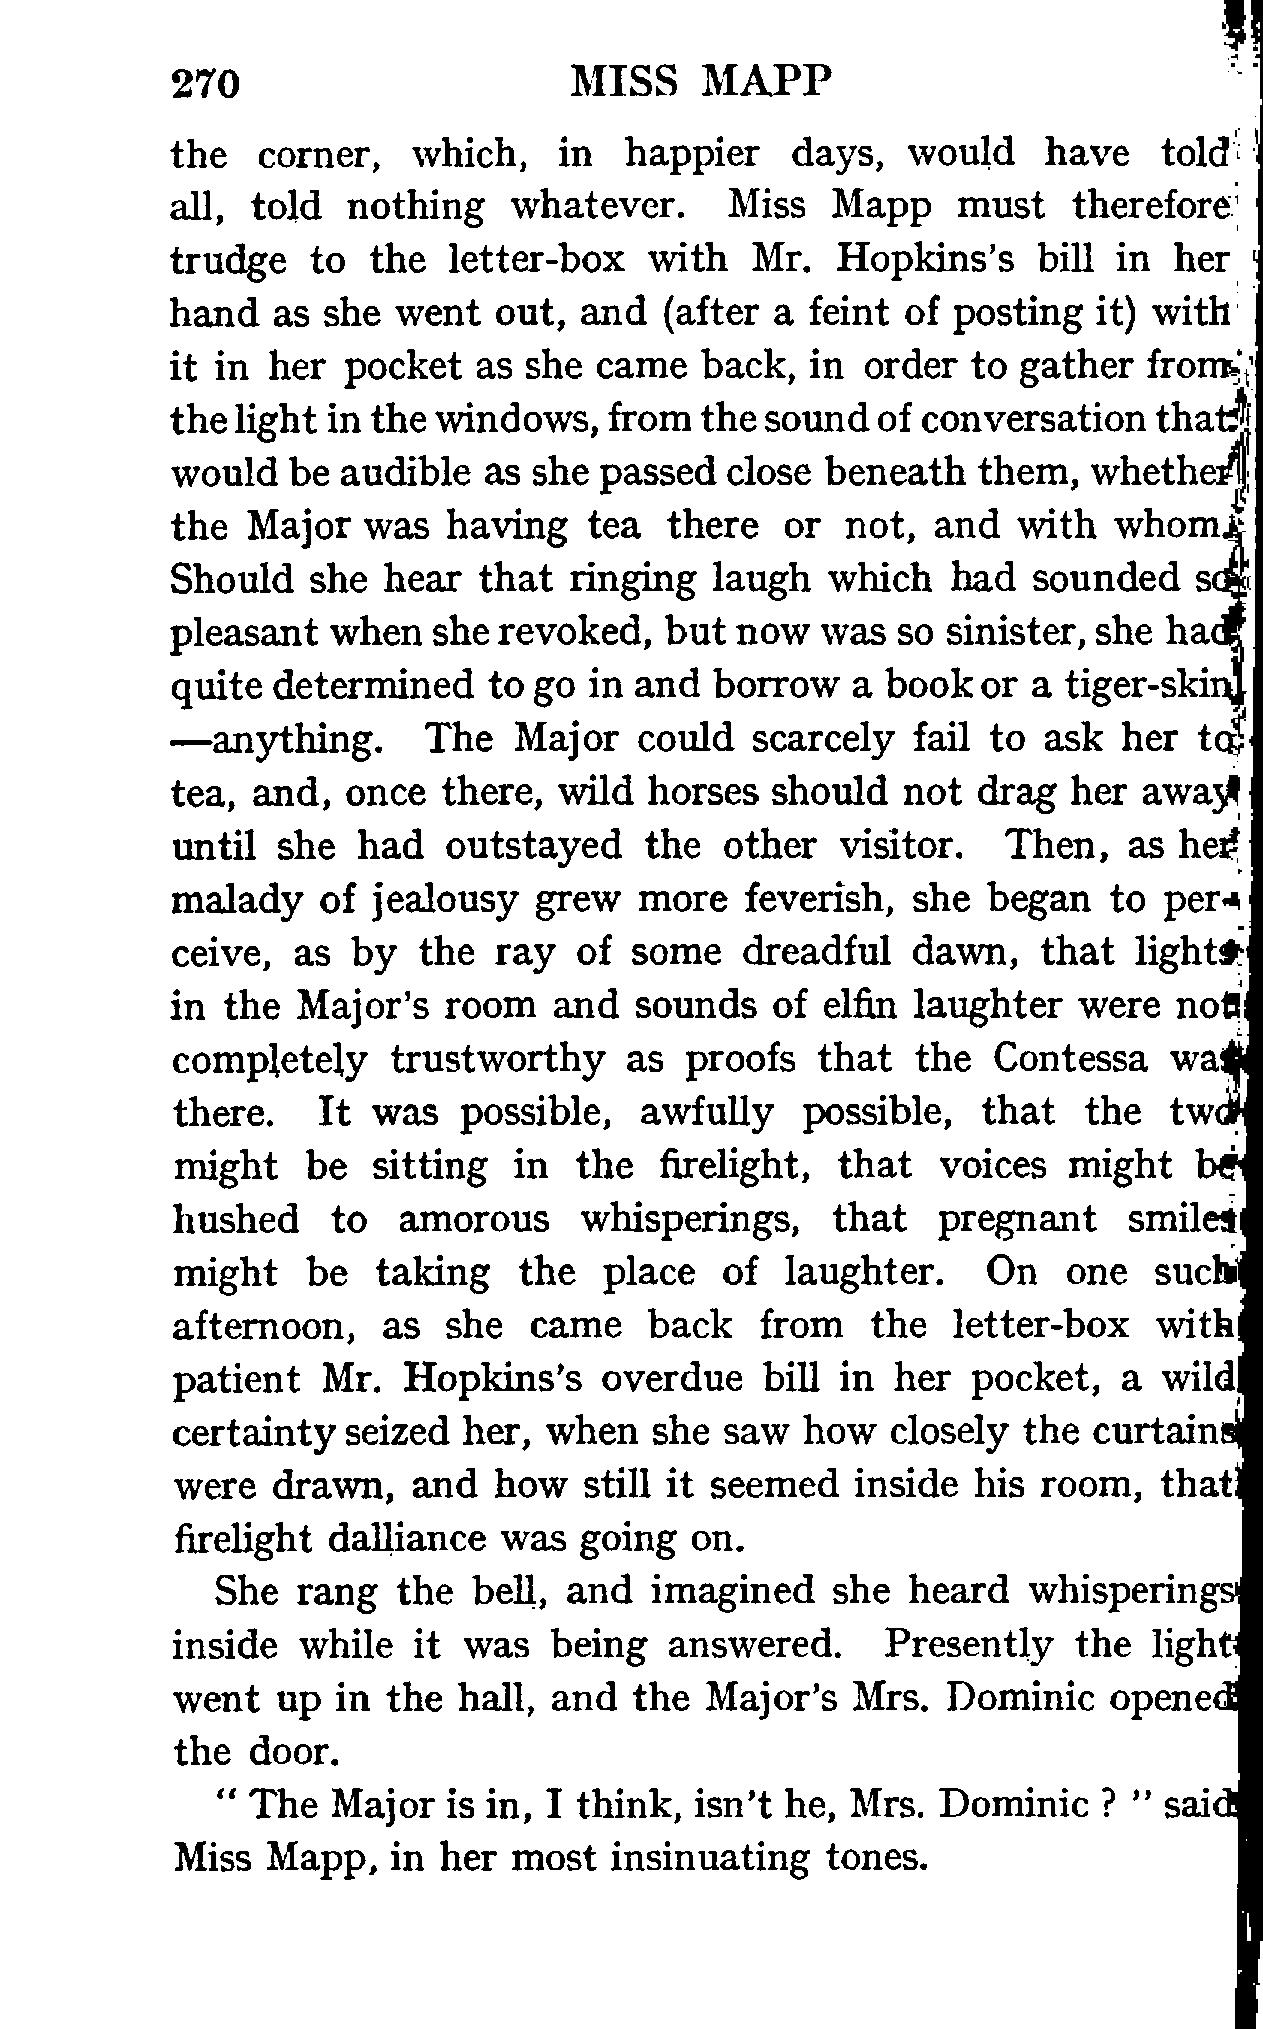 270 MISS MAPP
the corner, which, in happier days, would have told
all, told nothing whatever. Miss Mapp must therefore
trudge to the letter-box with Mr. Hopkins's bill in her
hand as she went out, and (after a feint of posting it) with
it in her pocket as she came back, in order to gather from
the light in the windows, from the sound of conversation that
would be audible as she passed close beneath them, whether
the Major was having tea there or not, and with whom.
Should she hear that ringing laugh which had sounded so
pleasant when she revoked, but now was so sinister, she had
quite determined to go in and borrow a book or a tiger-skin
—anything. The Major could scarcely fail to ask her to
tea, and, once there, wild horses should not drag her away
until she had outstayed the other visitor. Then, as her
malady of jealousy grew more feverish, she began to per-
ceive, as by the ray of some dreadful dawn, that lights
in the Major's room and sounds of elfin laughter were not
completely trustworthy as proofs that the Contessa was
there. It was possible, awfully possible, that the two
might be sitting in the firelight, that voices might be
hushed to amorous whisperings, that pregnant smiles
might be taking the place of laughter. On one such
afternoon, as she came back from the letter-box with
patient Mr. Hopkins's overdue bill in her pocket, a wild
certainty seized her, when she saw how closely the curtains
were drawn, and how still it seemed inside his room, that
firelight dalliance was going on.
She rang the bell, and imagined she heard whisperings
inside while it was being answered. Presently the light
went up in the hall, and the Major's Mrs. Dominic opened
the door.
" The Major is in, I think, isn't he, Mrs. Dominic ? " said
Miss Mapp, in her most insinuating tones.